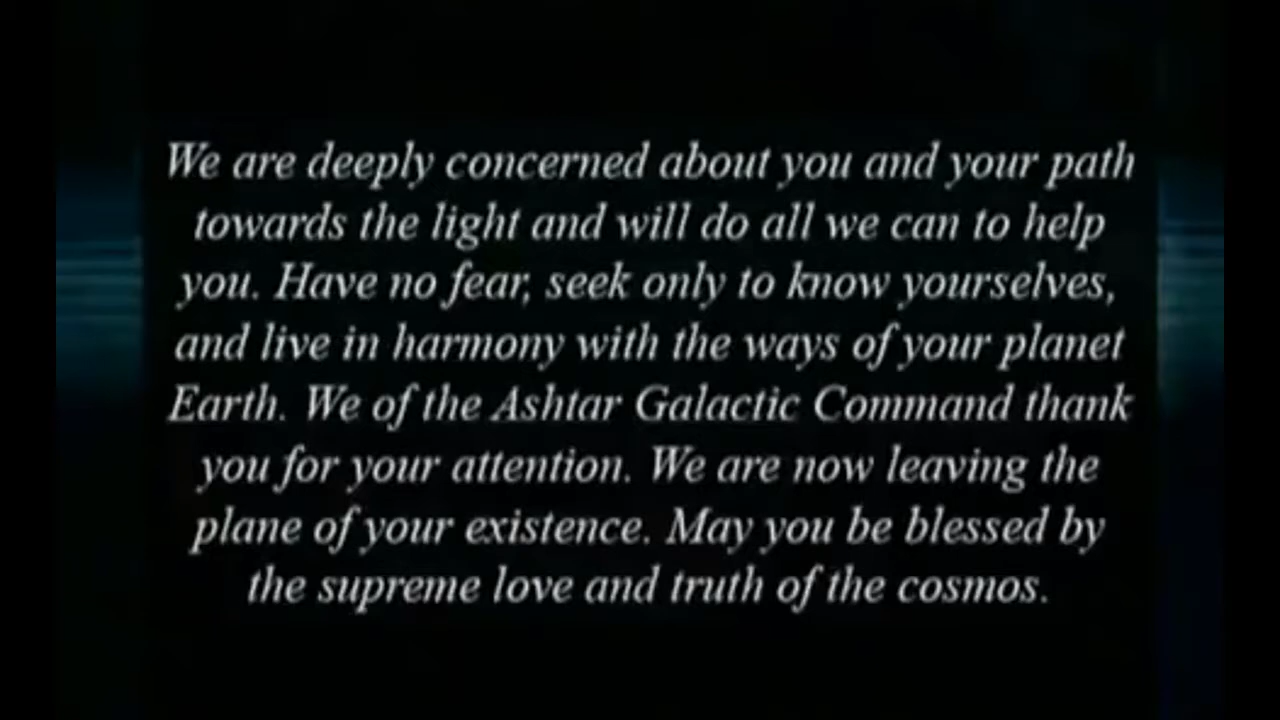 We are deeply concerned about you and your path
towards the light and will do all we can to help
you. Have no fear, seek only to know yourselves,
and live in harmony with the ways of your planet
Earth. We of the Ashtar Galactic Command thank
you for your attention. We are now leaving the
plane of your existence. May you be blessed by
the supreme love and truth of the cosmos.